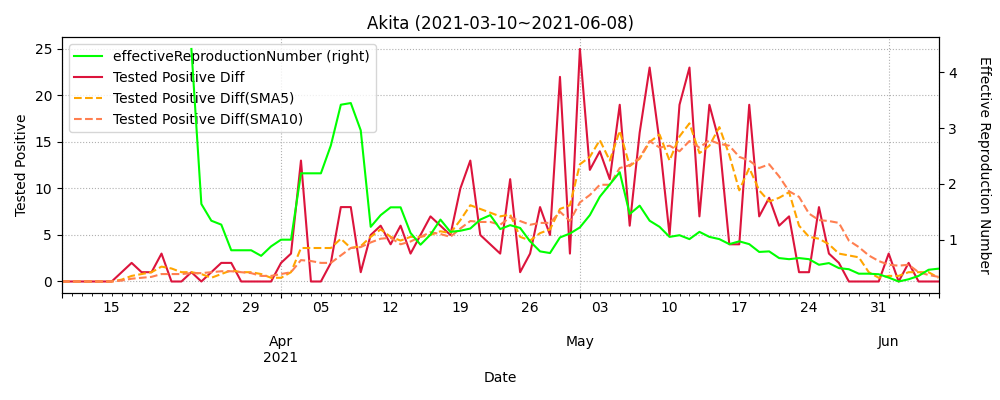 Akita (2021-03-10~2021-06-08)
effectiveReproductionNumber (right)
Tested Positive Diff
Tested Positive Diff(SMA5)
Tested Positive Diff(SMA10)
Tested Positive
25
20
15
10
5
0
4
3
2
1
Effective Reproduction Number
15 22 29 05 12 19 26 03 10 17 24 31
Apr May Jun
2021
Date